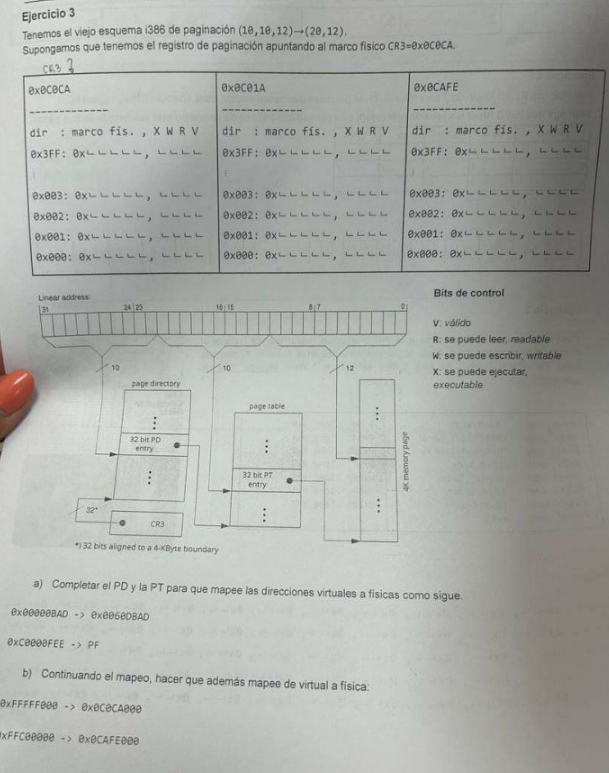 Ejercicio 3
Tenemos el viejo esquema i386 de paginación (10,10,12)→(20,12).
Supongamos que tenemos el registro de paginación apuntando al marco físico CR3=0x0C0CA.
CR3
0x0C0CA
-------------
dir : marco fís. , X W R V
0x3FF: 0x∟∟∟∟∟, ∟∟∟∟
0x003: 0x∟∟∟∟∟, ∟∟∟∟
0x002: 0x∟∟∟∟∟, ∟∟∟∟
0x001: 0x∟∟∟∟∟, ∟∟∟∟
0x000: 0x∟∟∟∟∟, ∟∟∟∟
0x0C01A
-------------
dir : marco fís. , X W R V
0x3FF: 0x∟∟∟∟∟, ∟∟∟∟
0x003: 0x∟∟∟∟∟, ∟∟∟∟
0x002: 0x∟∟∟∟∟, ∟∟∟∟
0x001: 0x∟∟∟∟∟, ∟∟∟∟
0x000: 0x∟∟∟∟∟, ∟∟∟∟
0x0CAFE
-------------
dir : marco fís. , X W R V
0x3FF: 0x∟∟∟∟∟, ∟∟∟∟
0x003: 0x∟∟∟∟∟, ∟∟∟∟
0x002: 0x∟∟∟∟∟, ∟∟∟∟
0x001: 0x∟∟∟∟∟, ∟∟∟∟
0x000: 0x∟∟∟∟∟, ∟∟∟∟
Linear address:
31 24|23 16|15 8|7 0
10 10 12
page directory
page table
32 bit PD
entry
32 bit PT
entry
4K memory page
32*
CR3
*) 32 bits aligned to a 4-KByte boundary
Bits de control
V: válido
R: se puede leer, readable
W: se puede escribir, writable
X: se puede ejecutar,
executable
a) Completar el PD y la PT para que mapee las direcciones virtuales a físicas como sigue.
0x00000BAD -> 0x0060DBAD
0xC0000FEE -> PF
b) Continuando el mapeo, hacer que además mapee de virtual a física:
0xFFFFF000 -> 0x0C0CA000
xFFC00000 -> 0x0CAFE000